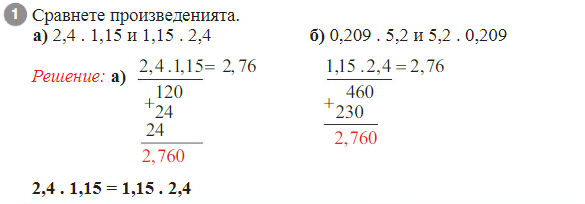 1 Сравнете произведенията.
а) 2,4 . 1,15 и 1,15 . 2,4 б) 0,209 . 5,2 и 5,2 . 0,209
Решение: а) 2,4.1,15 = 2,76 1,15 .2,4 = 2,76
120 460
+ 24 + 230
24 2,760
2,760
2,4 . 1,15 = 1,15 . 2,4